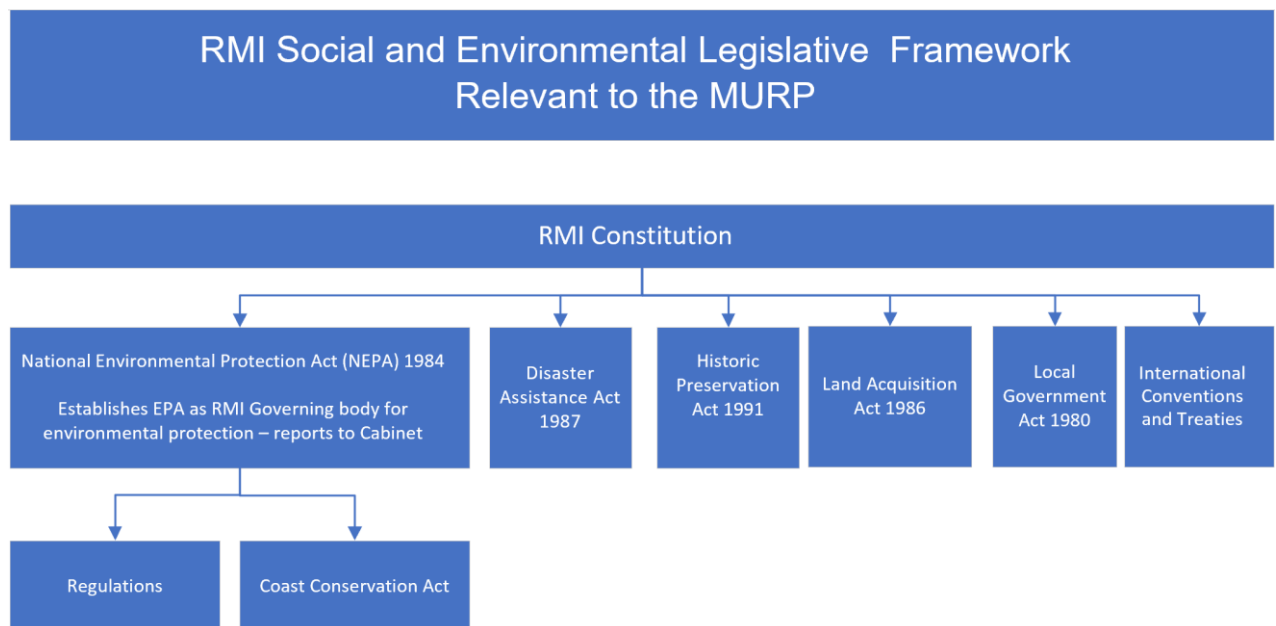 RMI Social and Environmental Legislative Framework
Relevant to the MURP
RMI Constitution
National Environmental Protection Act (NEPA) 1984
Establishes EPA as RMI Governing body for
environmental protection – reports to Cabinet
Disaster
Assistance Act
1987
Historic
Preservation
Act 1991
Land Acquisition
Act 1986
Local
Government
Act 1980
International
Conventions
and Treaties
Regulations
Coast Conservation Act